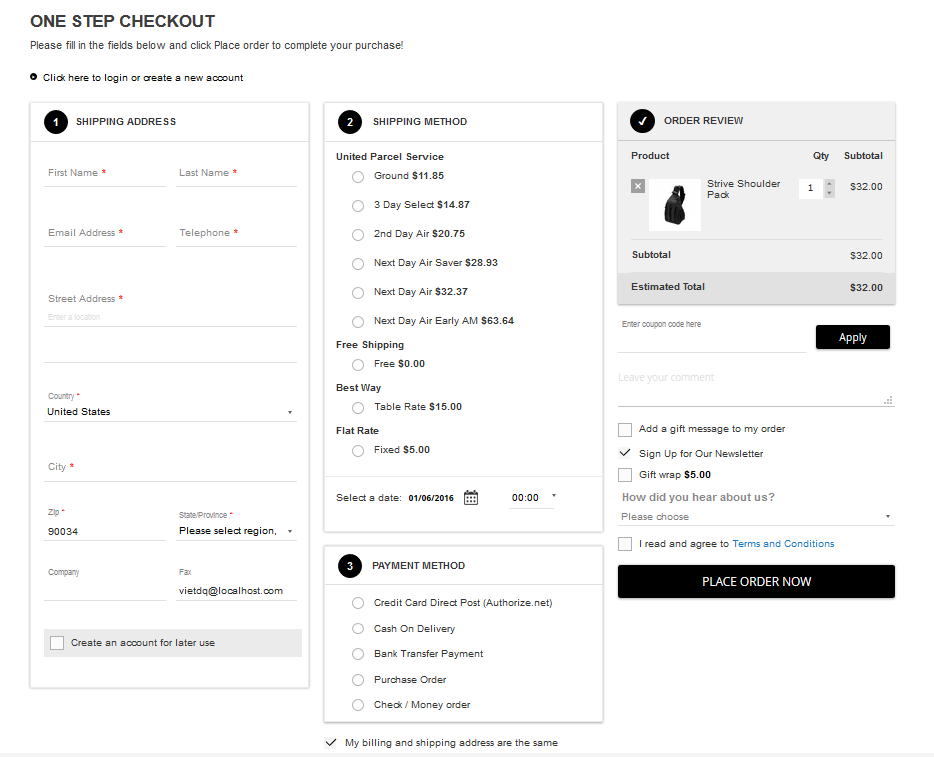 ONE STEP CHECKOUT
Please fill in the fields below and click Place order to complete your purchase!
Click here to login or create a new account
1 SHIPPING ADDRESS
First Name *
Last Name *
Email Address *
Telephone *
Street Address *
Enter a location
Country *
United States
City *
Zip *
State/Province *
90034
Please select region,
Company
Fax
vietdq@localhost.com
Create an account for later use
2 SHIPPING METHOD
United Parcel Service
Ground $11.85
3 Day Select $14.87
2nd Day Air $20.75
Next Day Air Saver $28.93
Next Day Air $32.37
Next Day Air Early AM $63.64
Free Shipping
Free $0.00
Best Way
Table Rate $15.00
Flat Rate
Fixed $5.00
Select a date: 01/06/2016 00:00
3 PAYMENT METHOD
Credit Card Direct Post (Authorize.net)
Cash On Delivery
Bank Transfer Payment
Purchase Order
Check / Money order
My billing and shipping address are the same
ORDER REVIEW
Product Qty Subtotal
Strive Shoulder
Pack
1 $32.00
Subtotal $32.00
Estimated Total $32.00
Enter coupon code here
Apply
Leave your comment
Add a gift message to my order
Sign Up for Our Newsletter
Gift wrap $5.00
How did you hear about us?
Please choose
I read and agree to Terms and Conditions
PLACE ORDER NOW